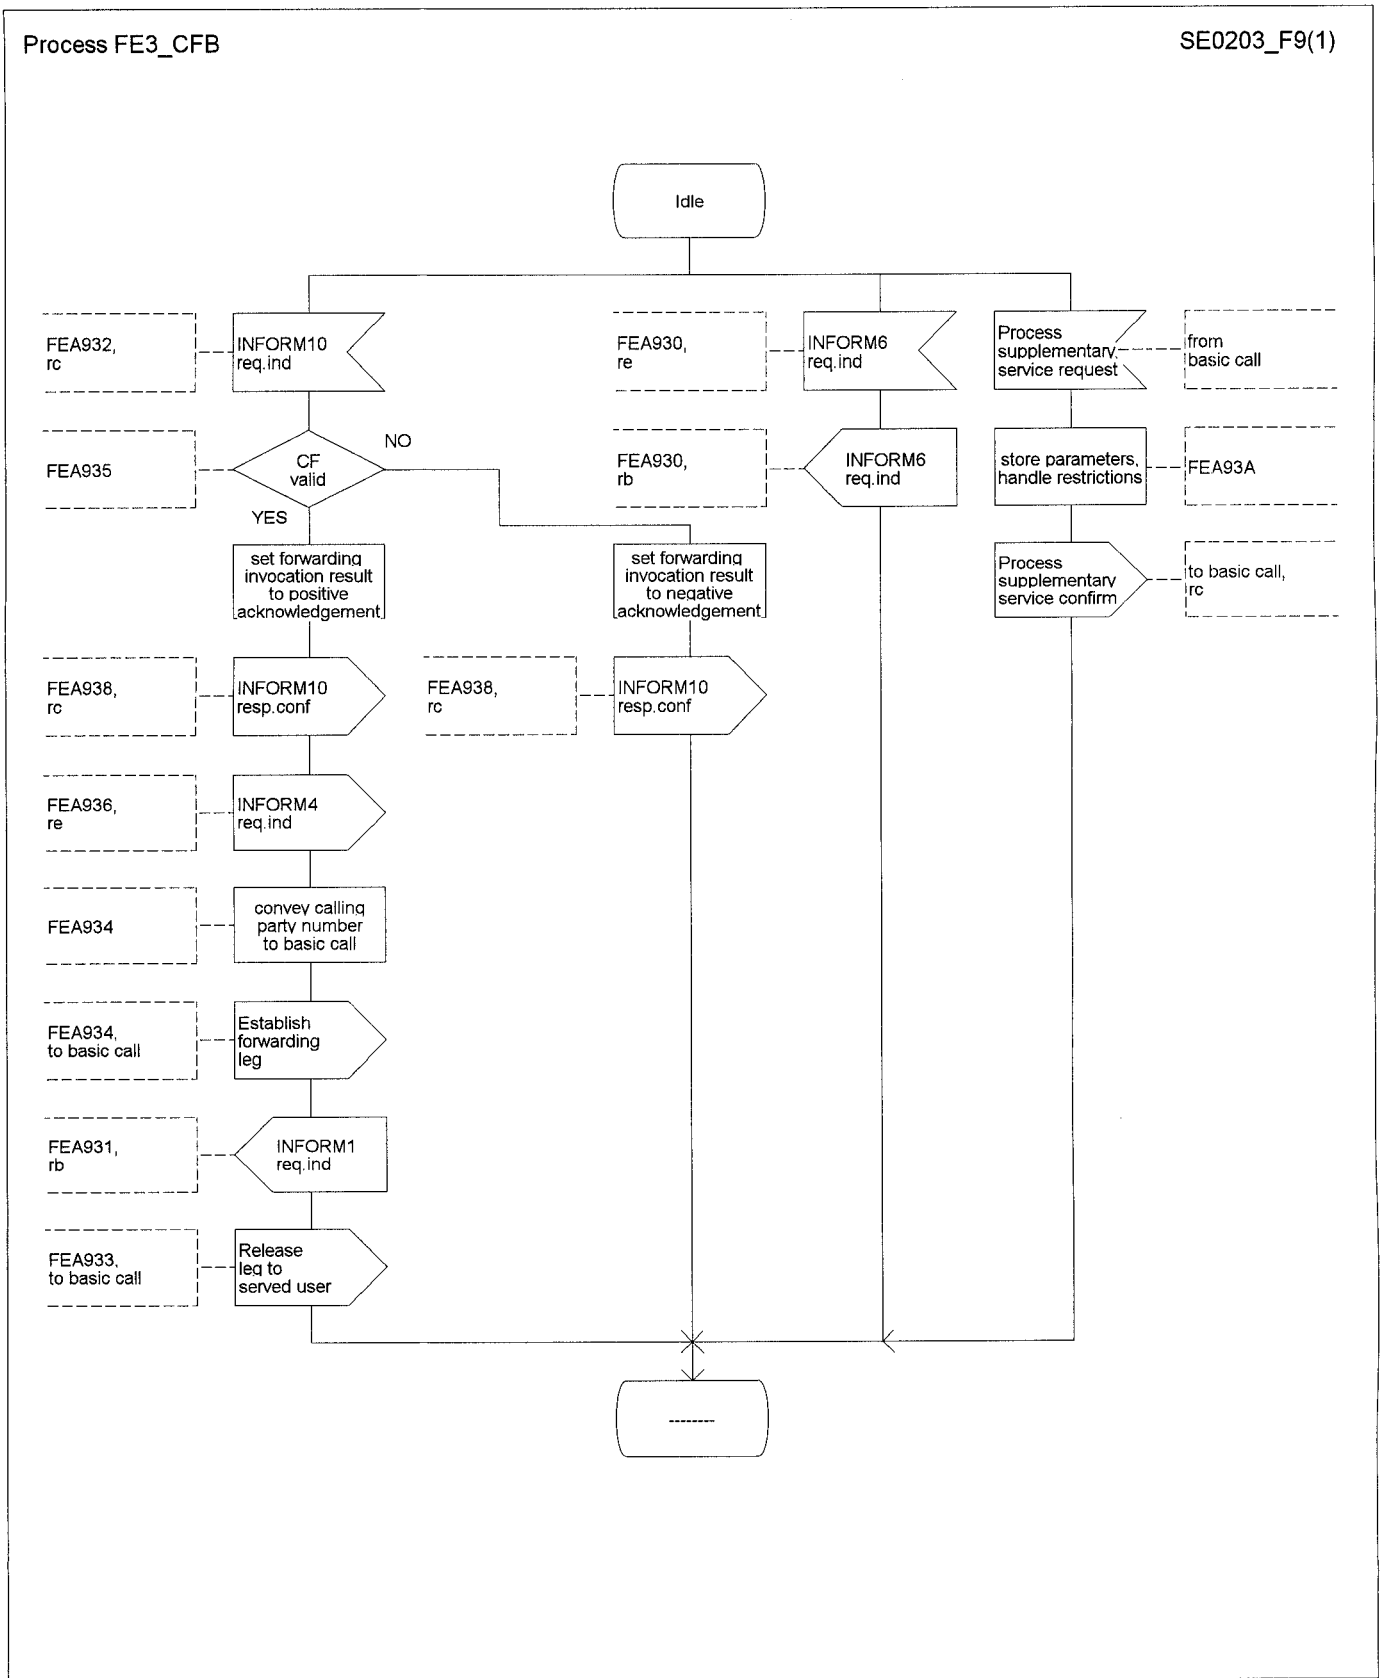 Process FE3_CFB
SE0203_F9(1)
Idle
FEA932,
rc
INFORM10
req.ind
FEA930,
re
INFORM6
req.ind
Process
supplementary
service request
from
basic call
FEA935
CF
valid
NO
YES
FEA930,
rb
INFORM6
req.ind
store parameters,
handle restrictions
FEA93A
set forwarding
invocation result
to positive
acknowledgement
set forwarding
invocation result
to negative
acknowledgement
Process
supplementary
service confirm
to basic call,
rc
FEA938,
rc
INFORM10
resp.conf
FEA938,
rc
INFORM10
resp.conf
FEA936,
re
INFORM4
req.ind
FEA934
convey calling
party number
to basic call
FEA934,
to basic call
Establish
forwarding
leg
FEA931,
rb
INFORM1
req.ind
FEA933,
to basic call
Release
leg to
served user
--------